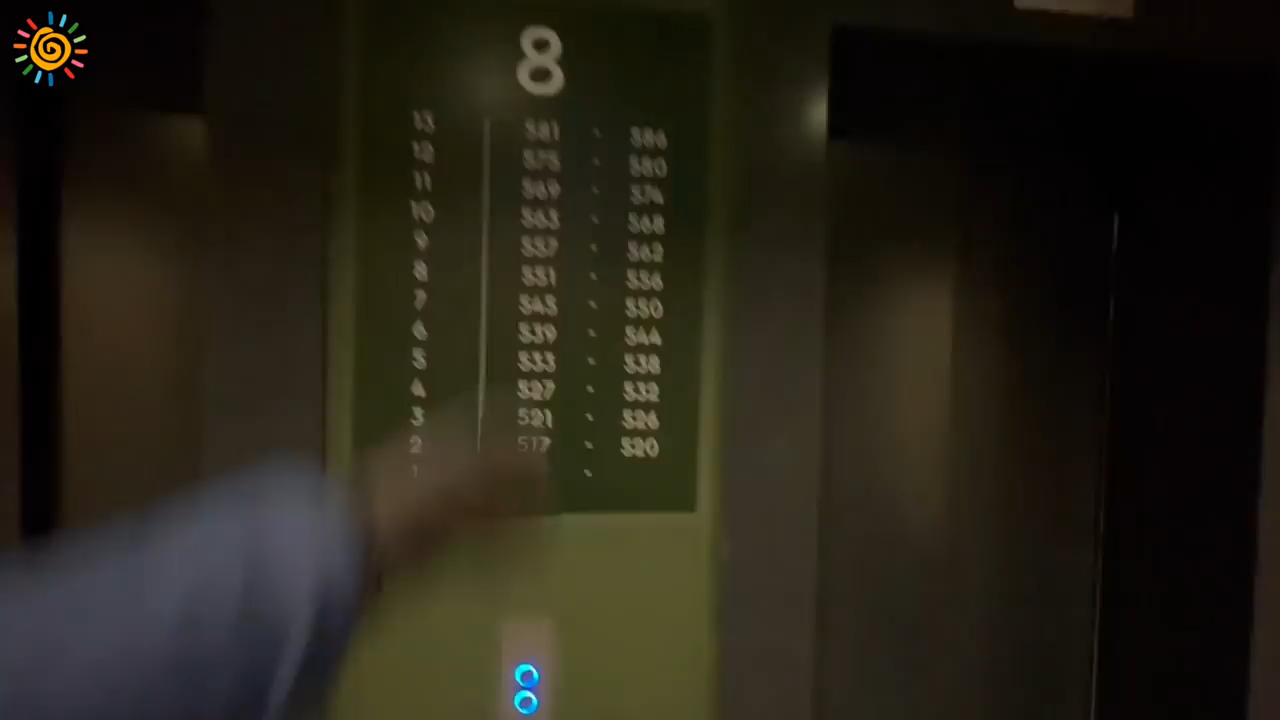 8
13 581 - 586
12 575 - 580
11 569 - 574
10 563 - 568
9 557 - 562
8 551 - 556
7 545 - 550
6 539 - 544
5 533 - 538
4 527 - 532
3 521 - 526
2 517 - 520
1 -